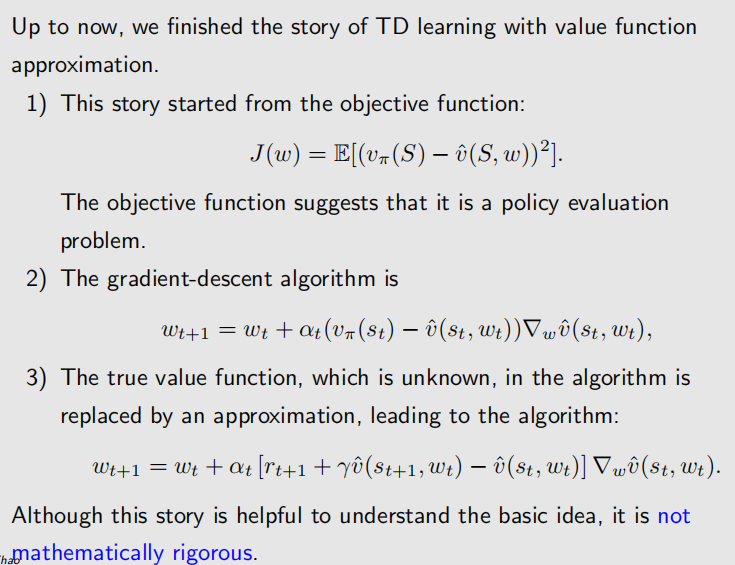 Up to now, we finished the story of TD learning with value function
approximation.
1) This story started from the objective function:
J(w) = 𝔼[(v_π(S) − v̂(S, w))²].
The objective function suggests that it is a policy evaluation
problem.
2) The gradient-descent algorithm is
w_{t+1} = w_t + α_t(v_π(s_t) − v̂(s_t, w_t))∇_w v̂(s_t, w_t),
3) The true value function, which is unknown, in the algorithm is
replaced by an approximation, leading to the algorithm:
w_{t+1} = w_t + α_t [r_{t+1} + γv̂(s_{t+1}, w_t) − v̂(s_t, w_t)] ∇_w v̂(s_t, w_t).
Although this story is helpful to understand the basic idea, it is not
mathematically rigorous.